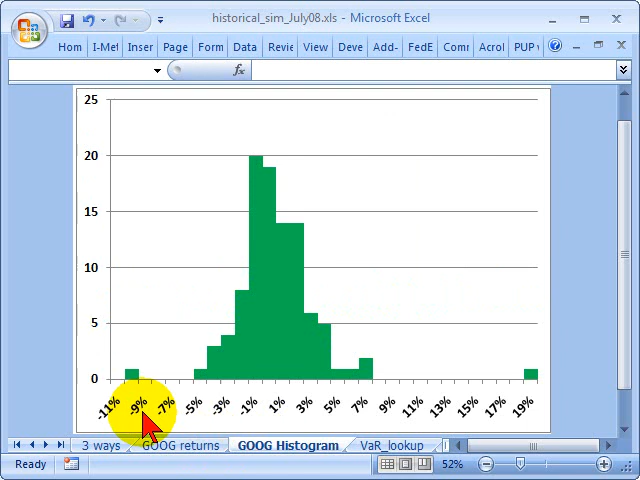 historical_sim_July08.xls - Microsoft Excel
Hom I-Met Inser Page Form Data Revie View Deve Add- FedE Comr Acrol PUP v
fx
25
20
15
10
5
0
-11% -9% -7% -5% -3% -1% 1% 3% 5% 7% 9% 11% 13% 15% 17% 19%
3 ways GOOG returns GOOG Histogram VaR_lookup
Ready 52%